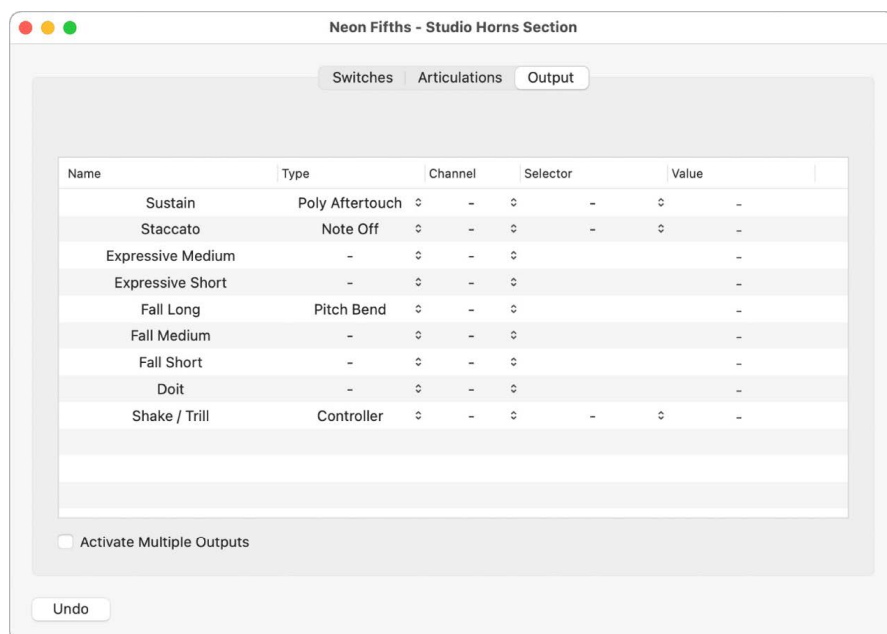 Neon Fifths - Studio Horns Section
Switches Articulations Output
Name Type Channel Selector Value
Sustain Poly Aftertouch - - -
Staccato Note Off - - -
Expressive Medium - - -
Expressive Short - - -
Fall Long Pitch Bend - -
Fall Medium - - -
Fall Short - - -
Doit - - -
Shake / Trill Controller - - -
Activate Multiple Outputs
Undo